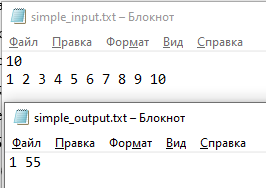 simple_input.txt – Блокнот
Файл Правка Формат Вид Справка
10
1 2 3 4 5 6 7 8 9 10
simple_output.txt – Блокнот
Файл Правка Формат Вид Справка
1 55